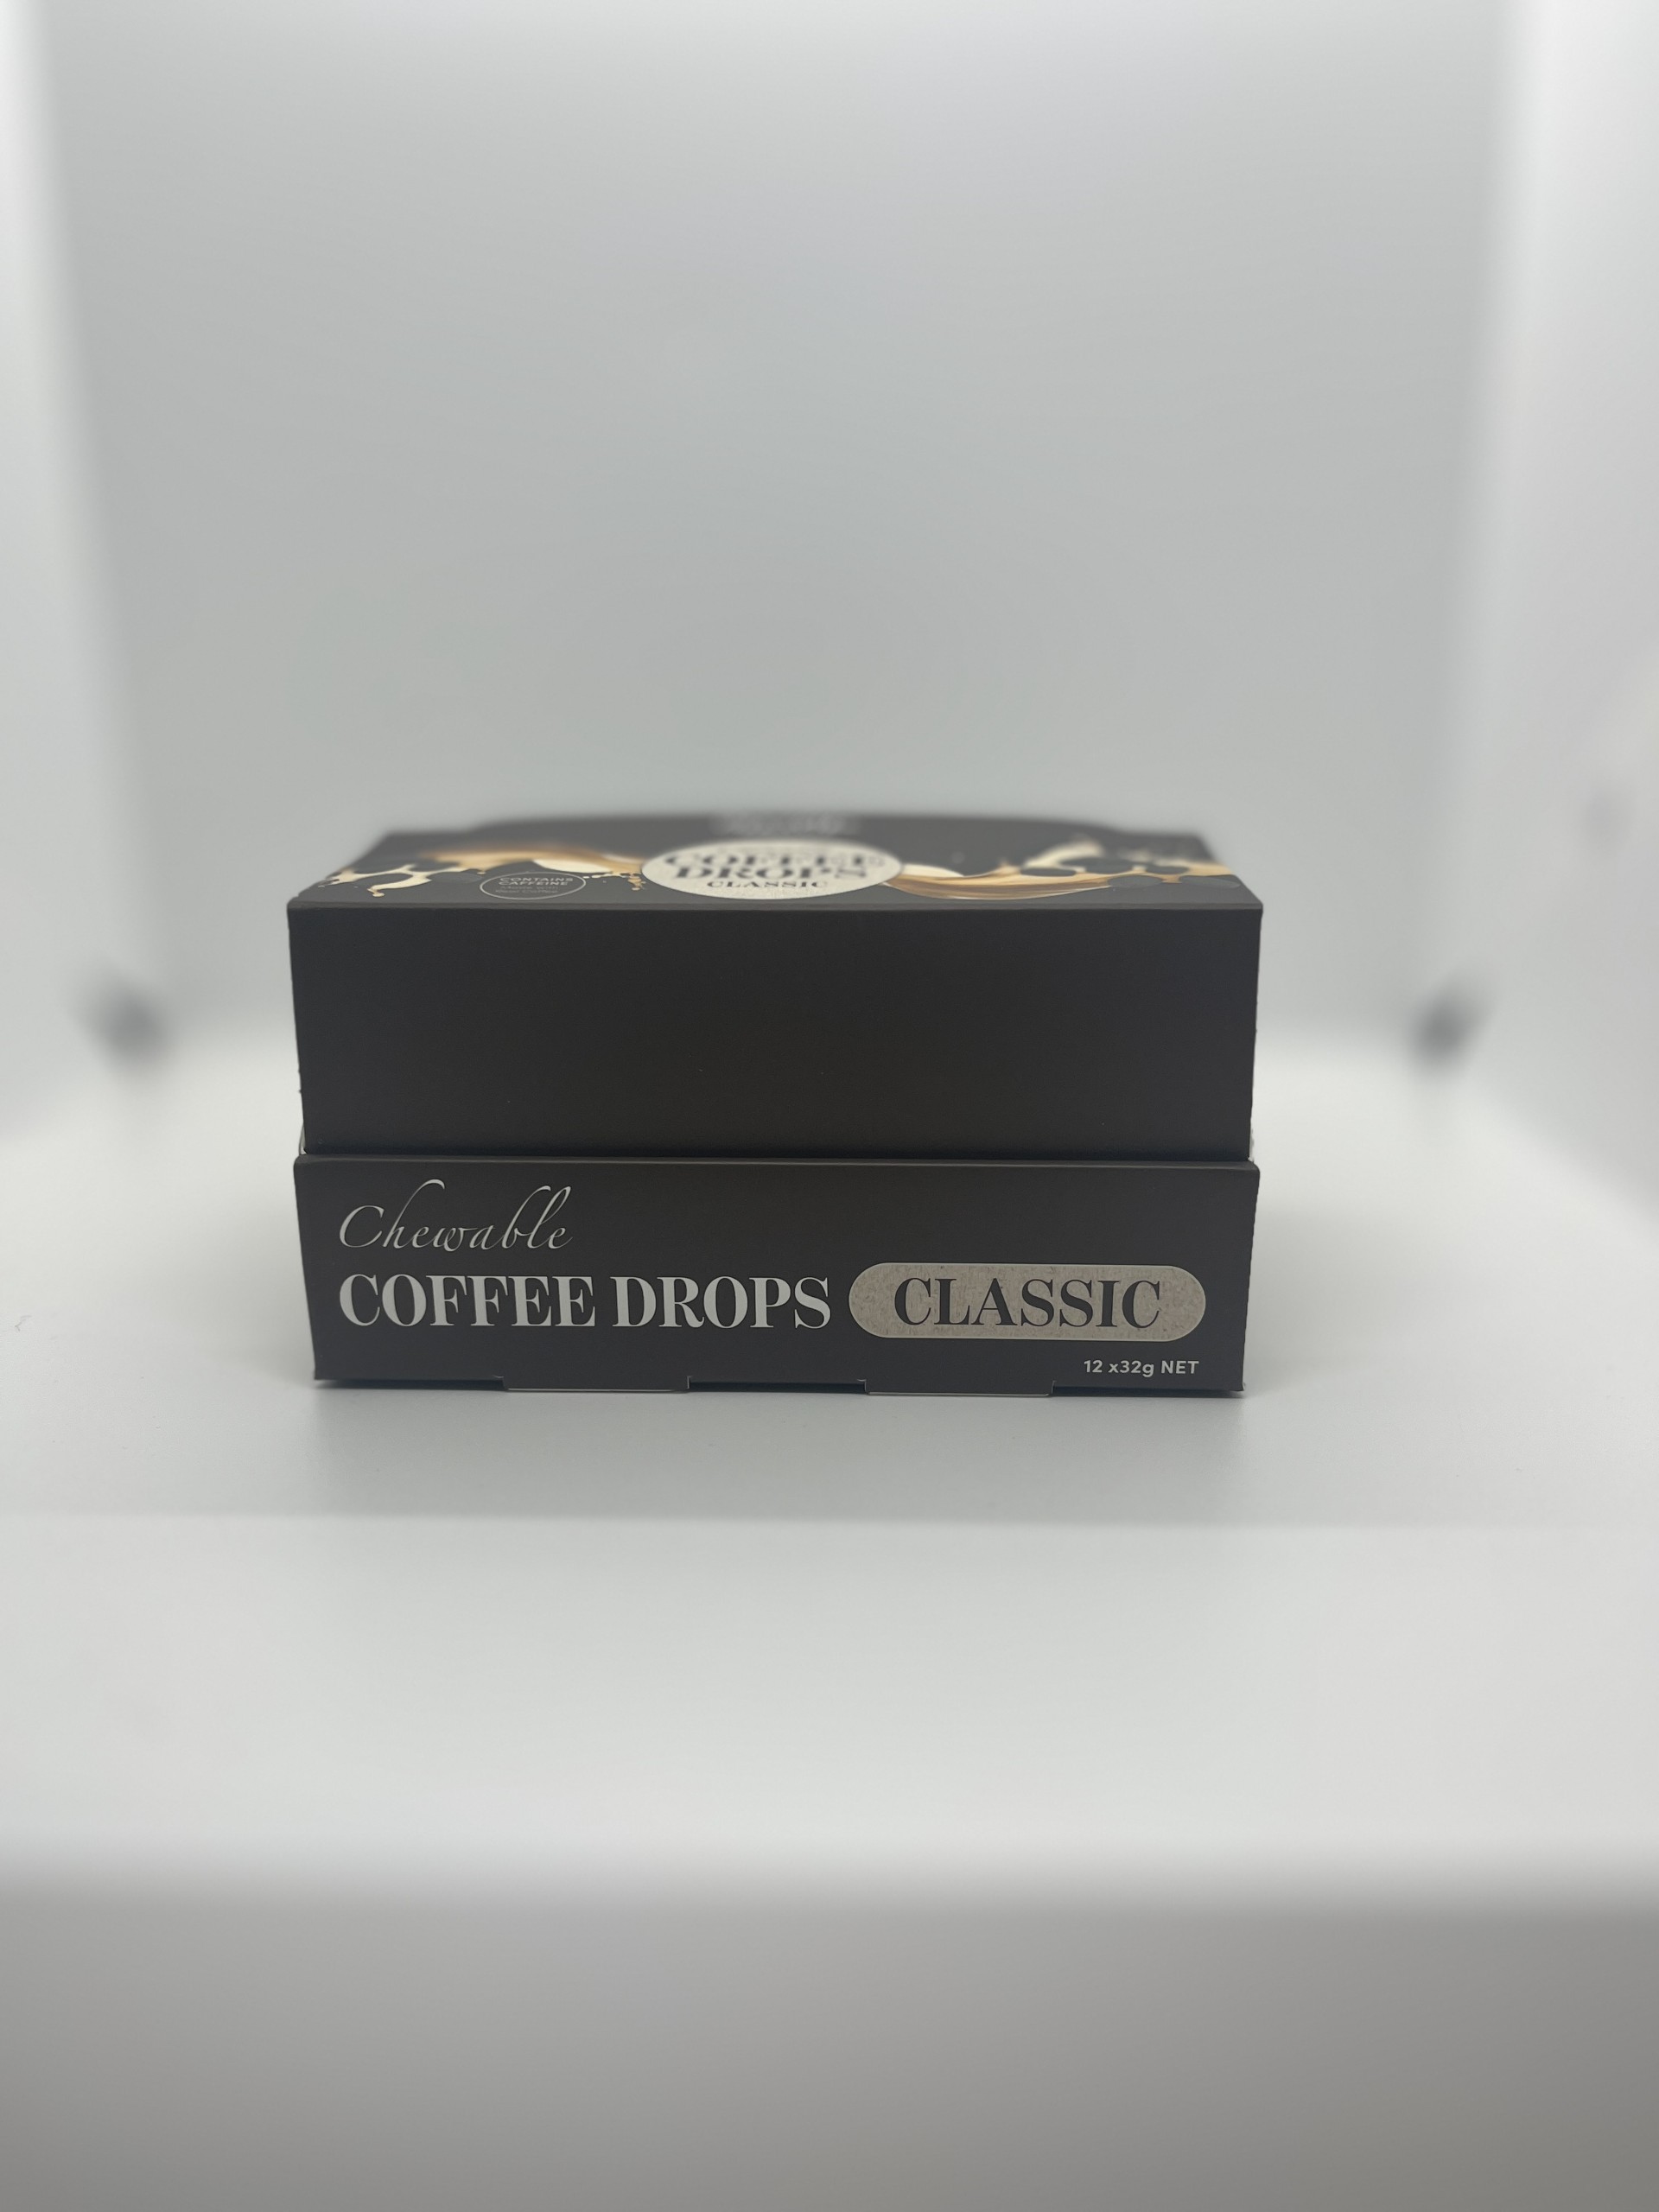 COFFEE
DROPS
CLASSIC
CONTAINS
CAFFEINE
Chewable
COFFEE DROPS CLASSIC
12 x32g NET